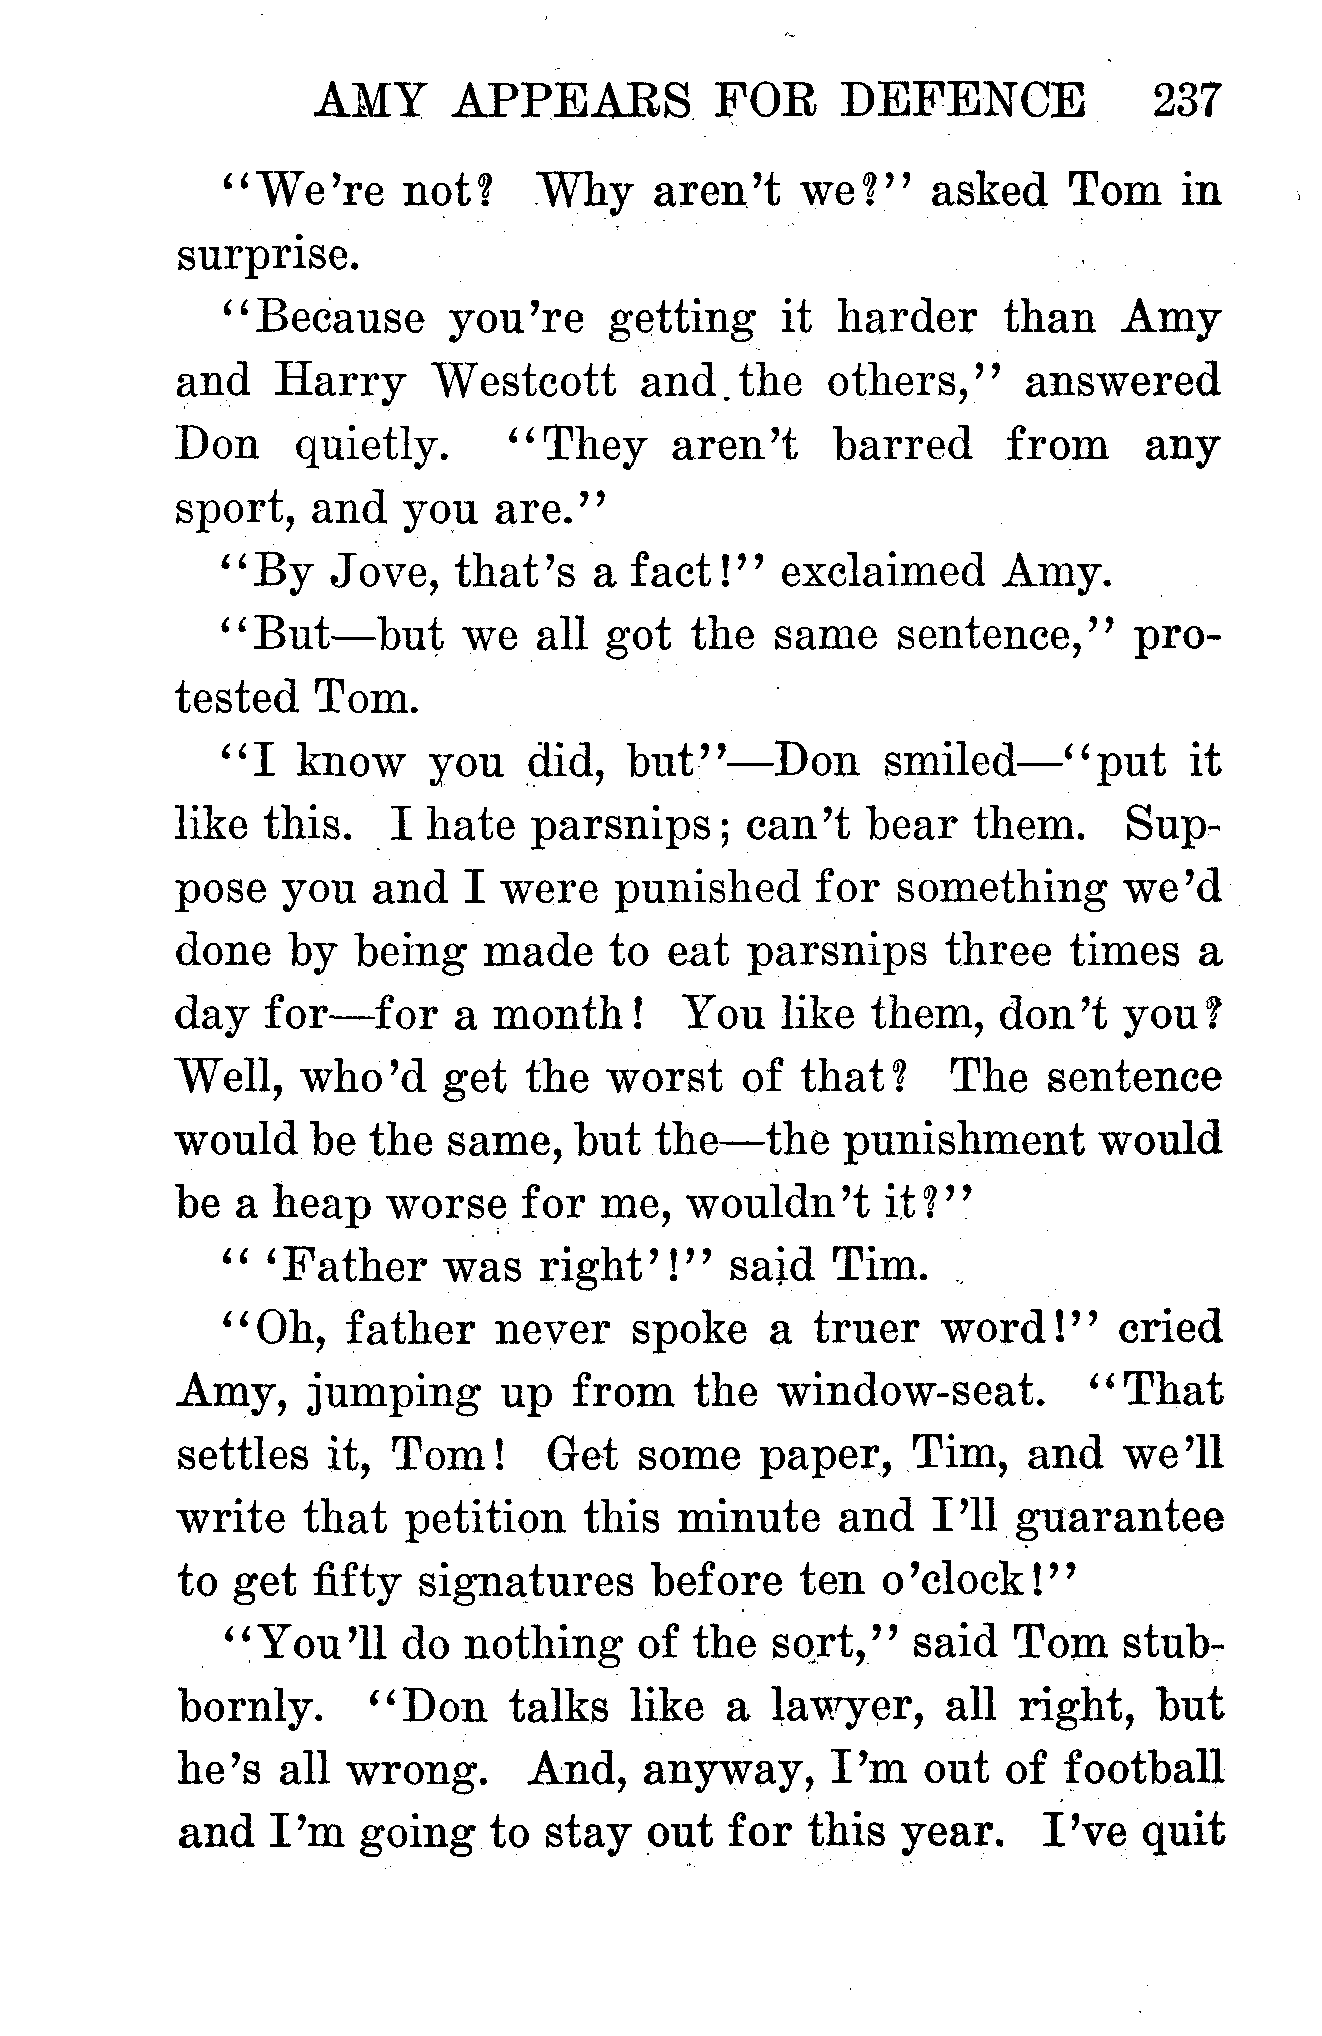 AMY APPEARS FOR DEFENCE 237
"We're not? Why aren't we?" asked Tom in
surprise.
"Because you're getting it harder than Amy
and Harry Westcott and the others," answered
Don quietly. "They aren't barred from any
sport, and you are."
"By Jove, that's a fact!" exclaimed Amy.
"But—but we all got the same sentence," pro-
tested Tom.
"I know you did, but"—Don smiled—"put it
like this. I hate parsnips; can't bear them. Sup-
pose you and I were punished for something we'd
done by being made to eat parsnips three times a
day for—for a month! You like them, don't you?
Well, who'd get the worst of that? The sentence
would be the same, but the—the punishment would
be a heap worse for me, wouldn't it?"
" 'Father was right'!" said Tim.
"Oh, father never spoke a truer word!" cried
Amy, jumping up from the window-seat. "That
settles it, Tom! Get some paper, Tim, and we'll
write that petition this minute and I'll guarantee
to get fifty signatures before ten o'clock!"
"You'll do nothing of the sort," said Tom stub-
bornly. "Don talks like a lawyer, all right, but
he's all wrong. And, anyway, I'm out of football
and I'm going to stay out for this year. I've quit